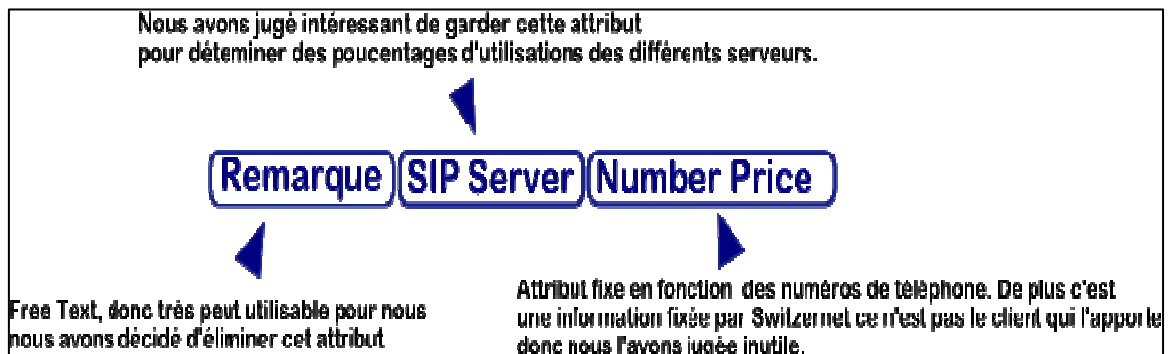 Nous avons jugé intéressant de garder cette attribut
pour déteminer des poucentages d'utilisations des différents serveurs.
Remarque SIP Server Number Price
Free Text, donc très peut utilisable pour nous
nous avons décidé d'éliminer cet attribut
Attribut fixe en fonction des numéros de téléphone. De plus c'est
une information fixée par Switzernet ce n'est pas le client qui l'apporte
donc nous l'avons jugée inutile.